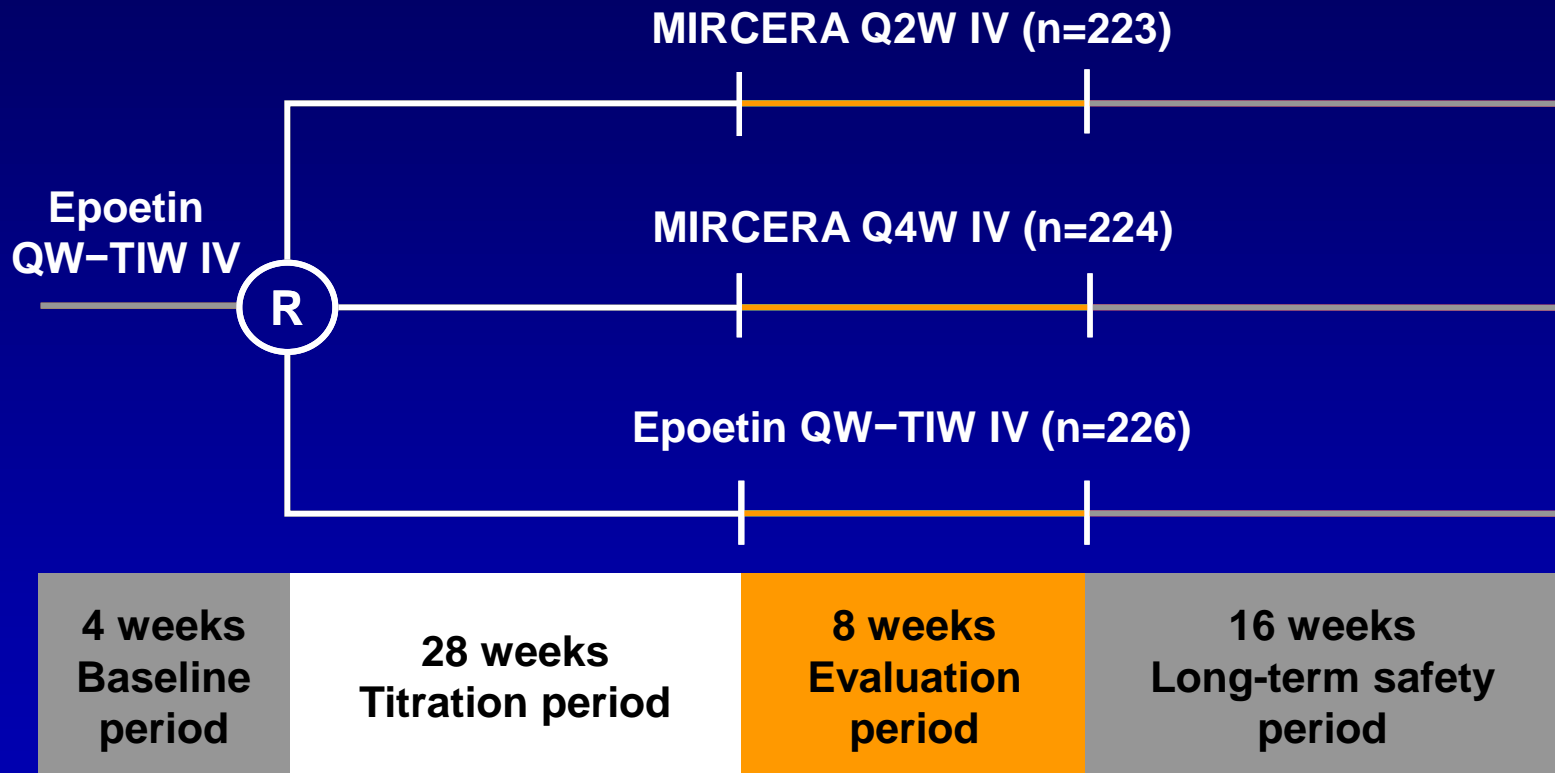 MIRCERA Q2W IV (n=223)
Epoetin
QW−TIW IV
MIRCERA Q4W IV (n=224)
R
Epoetin QW−TIW IV (n=226)
4 weeks
Baseline
period
28 weeks
Titration period
8 weeks
Evaluation
period
16 weeks
Long-term safety
period